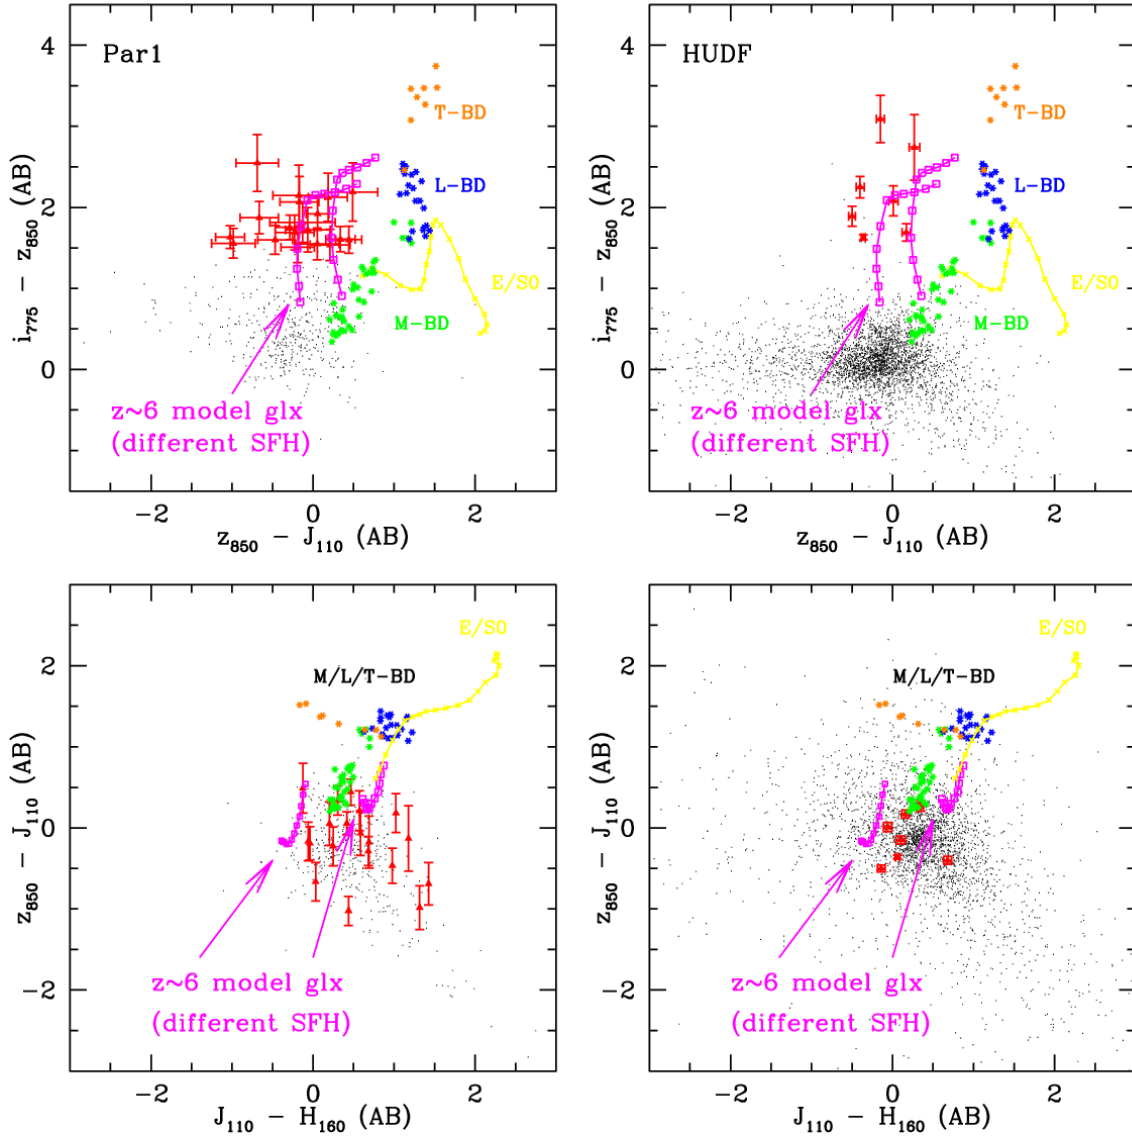 4
Par1
T-BD
L-BD
2
E/S0
M-BD
0
z~6 model glx
(different SFH)
i775 – z850 (AB)
−2
0
2
z850 – J110 (AB)
4
HUDF
T-BD
L-BD
2
E/S0
M-BD
0
z~6 model glx
(different SFH)
i775 – z850 (AB)
−2
0
2
z850 – J110 (AB)
E/S0
2
M/L/T-BD
0
−2
z~6 model glx
(different SFH)
z850 – J110 (AB)
−2
0
2
J110 – H160 (AB)
E/S0
2
M/L/T-BD
0
−2
z~6 model glx
(different SFH)
z850 – J110 (AB)
−2
0
2
J110 – H160 (AB)